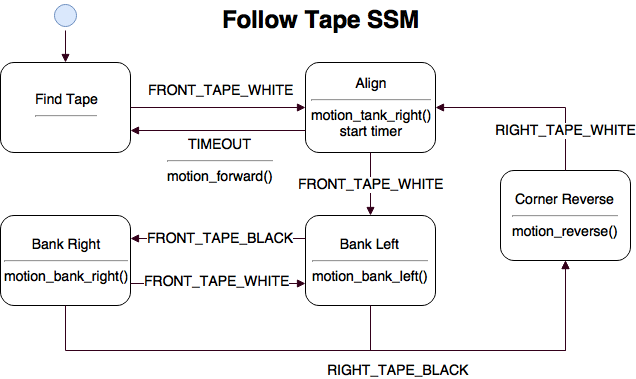 Follow Tape SSM
Find Tape
FRONT_TAPE_WHITE
Align
motion_tank_right()
start timer
TIMEOUT
motion_forward()
RIGHT_TAPE_WHITE
FRONT_TAPE_WHITE
Corner Reverse
motion_reverse()
Bank Right
motion_bank_right()
FRONT_TAPE_BLACK
FRONT_TAPE_WHITE
Bank Left
motion_bank_left()
RIGHT_TAPE_BLACK